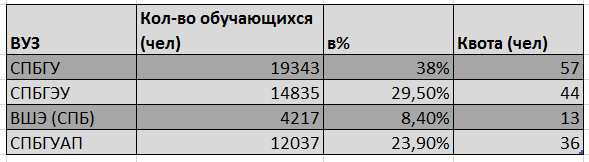 ВУЗ Кол-во обучающихся (чел) в% Квота (чел)
СПБГУ 19343 38% 57
СПБГЭУ 14835 29,50% 44
ВШЭ (СПБ) 4217 8,40% 13
СПБГУАП 12037 23,90% 36